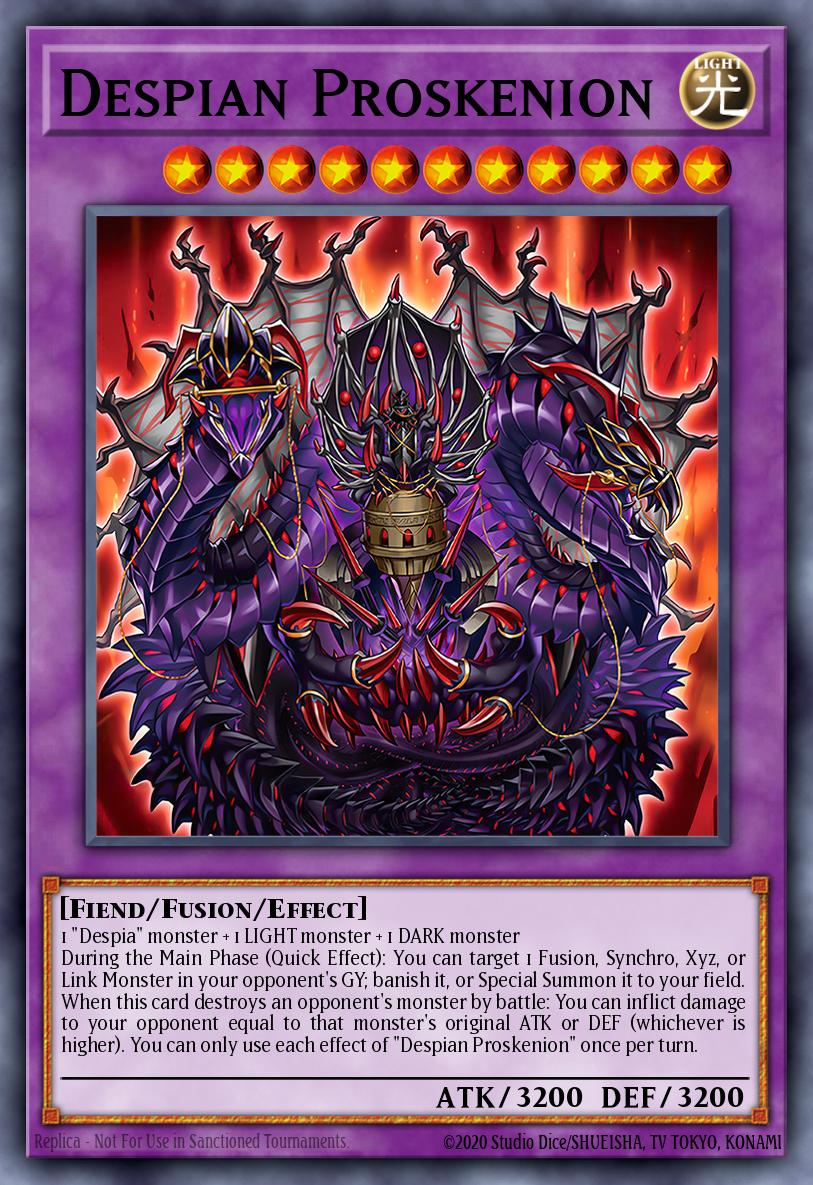 DESPIAN PROSKENION
LIGHT
光
[FIEND/FUSION/EFFECT]
1 "Despia" monster + 1 LIGHT monster + 1 DARK monster
During the Main Phase (Quick Effect): You can target 1 Fusion, Synchro, Xyz, or
Link Monster in your opponent's GY; banish it, or Special Summon it to your field.
When this card destroys an opponent's monster by battle: You can inflict damage
to your opponent equal to that monster's original ATK or DEF (whichever is
higher). You can only use each effect of "Despian Proskenion" once per turn.
ATK/3200 DEF/3200
Replica - Not For Use in Sanctioned Tournaments.
©2020 Studio Dice/SHUEISHA, TV TOKYO, KONAMI